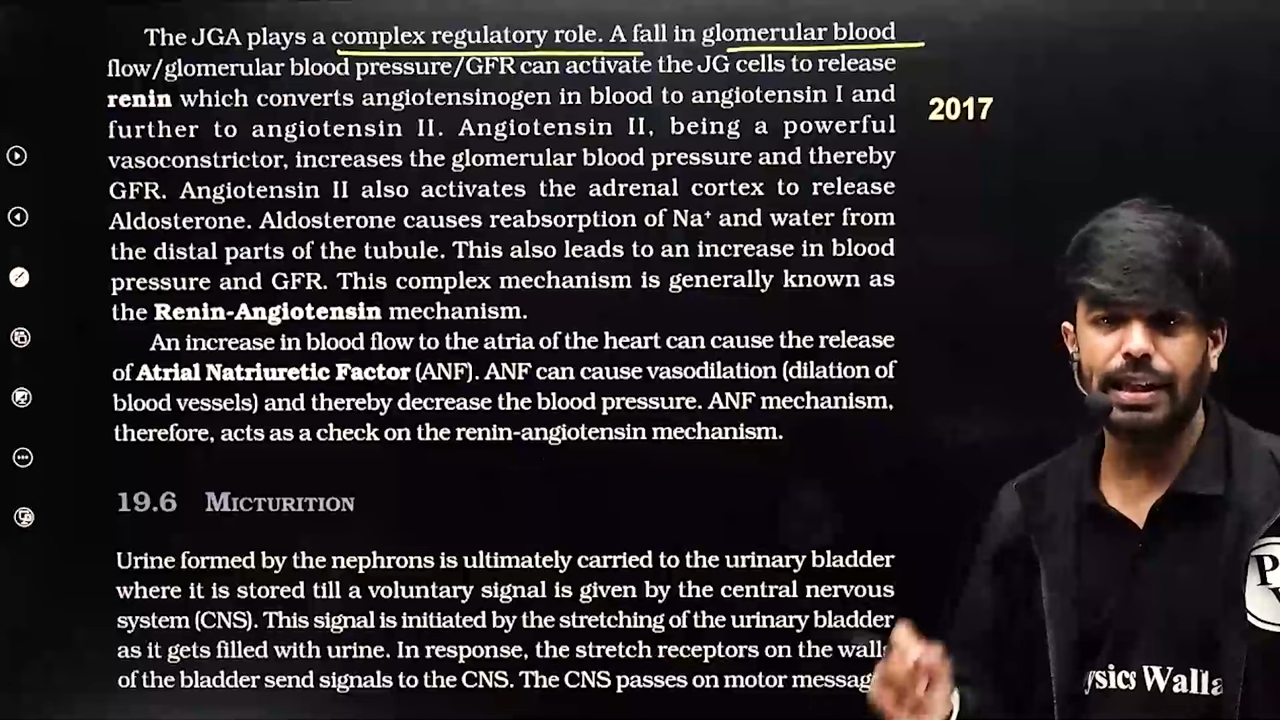 The JGA plays a complex regulatory role. A fall in glomerular blood
flow/glomerular blood pressure/GFR can activate the JG cells to release
renin which converts angiotensinogen in blood to angiotensin I and
further to angiotensin II. Angiotensin II, being a powerful
vasoconstrictor, increases the glomerular blood pressure and thereby
GFR. Angiotensin II also activates the adrenal cortex to release
Aldosterone. Aldosterone causes reabsorption of Na⁺ and water from
the distal parts of the tubule. This also leads to an increase in blood
pressure and GFR. This complex mechanism is generally known as
the Renin-Angiotensin mechanism.
2017
An increase in blood flow to the atria of the heart can cause the release
of Atrial Natriuretic Factor (ANF). ANF can cause vasodilation (dilation of
blood vessels) and thereby decrease the blood pressure. ANF mechanism,
therefore, acts as a check on the renin-angiotensin mechanism.
19.6 MICTURITION
Urine formed by the nephrons is ultimately carried to the urinary bladder
where it is stored till a voluntary signal is given by the central nervous
system (CNS). This signal is initiated by the stretching of the urinary bladder
as it gets filled with urine. In response, the stretch receptors on the walls
of the bladder send signals to the CNS. The CNS passes on motor messag
P
ysics Walla